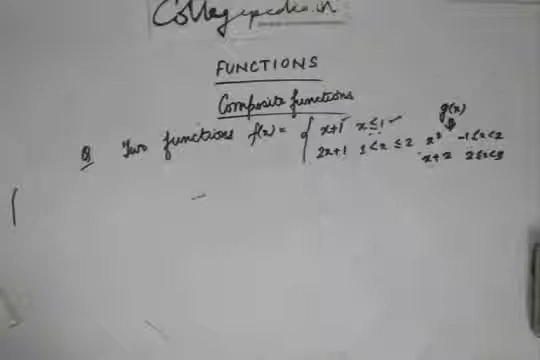 Collegepedia.in
FUNCTIONS
Composite functions
g(x)
Q Two functions f(x) = { x+1 x≤1 x² -1≤x<2
2x+1 1<x≤2 x+2 2≤x≤3